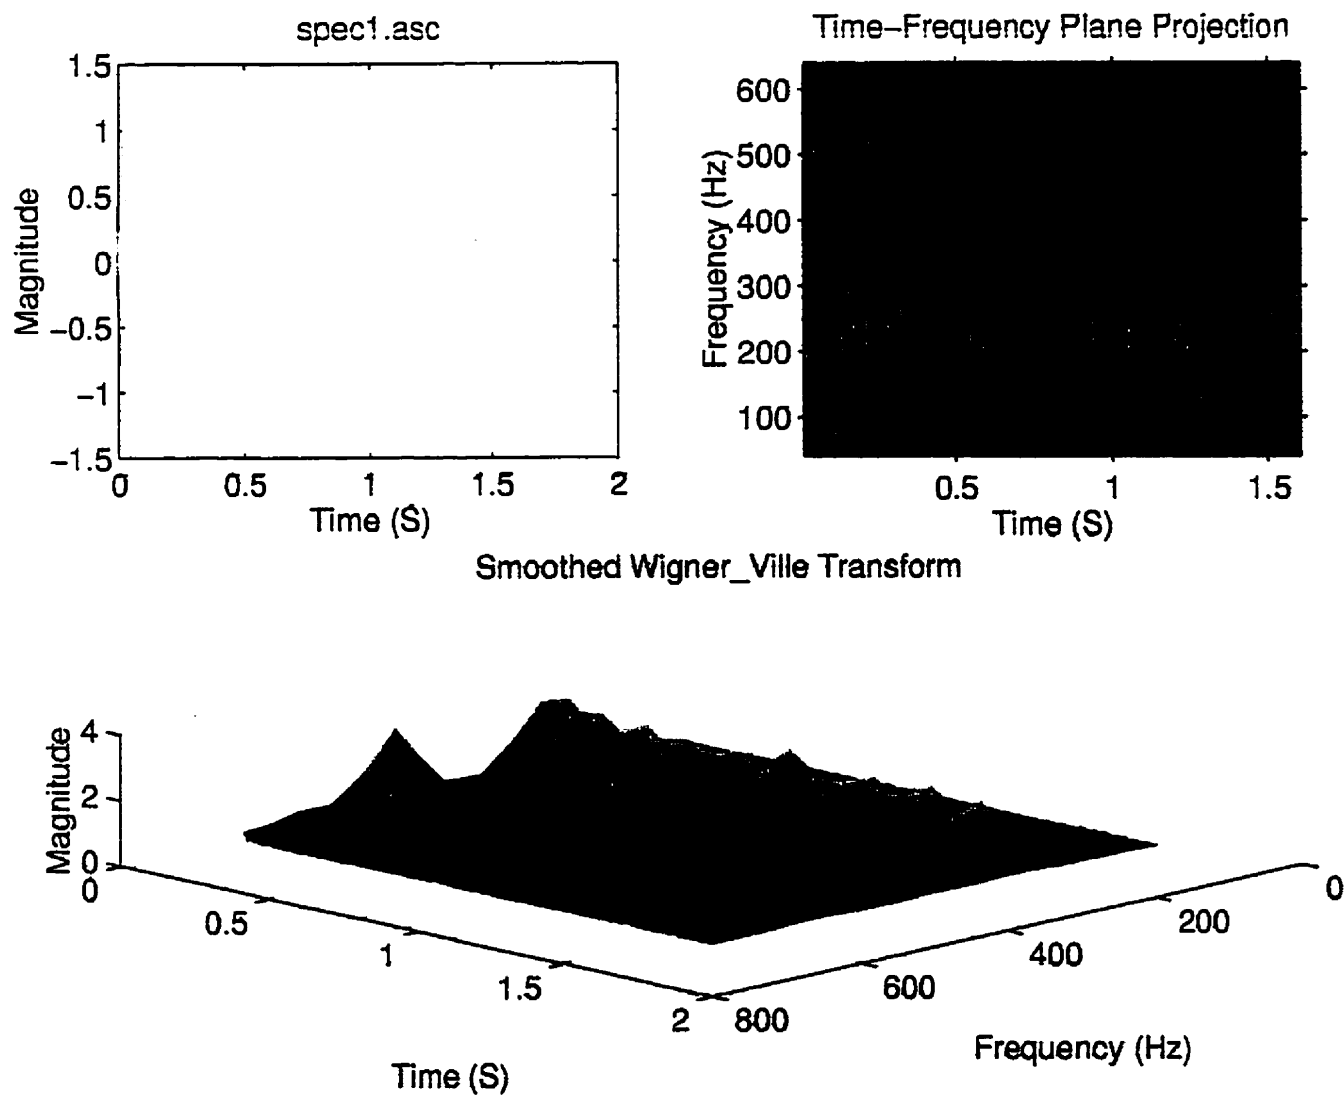 spec1.asc
1.5
1
0.5
0
−0.5
−1
−1.5
Magnitude
0 0.5 1 1.5 2
Time (S)
Time−Frequency Plane Projection
600
500
400
300
200
100
Frequency (Hz)
0.5 1 1.5
Time (S)
Smoothed Wigner_Ville Transform
4
2
0
Magnitude
0
0.5
1
1.5
2
Time (S)
800
600
400
200
0
Frequency (Hz)